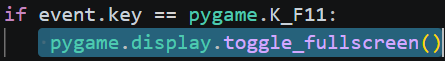 if event.key == pygame.K_F11:
    pygame.display.toggle_fullscreen()